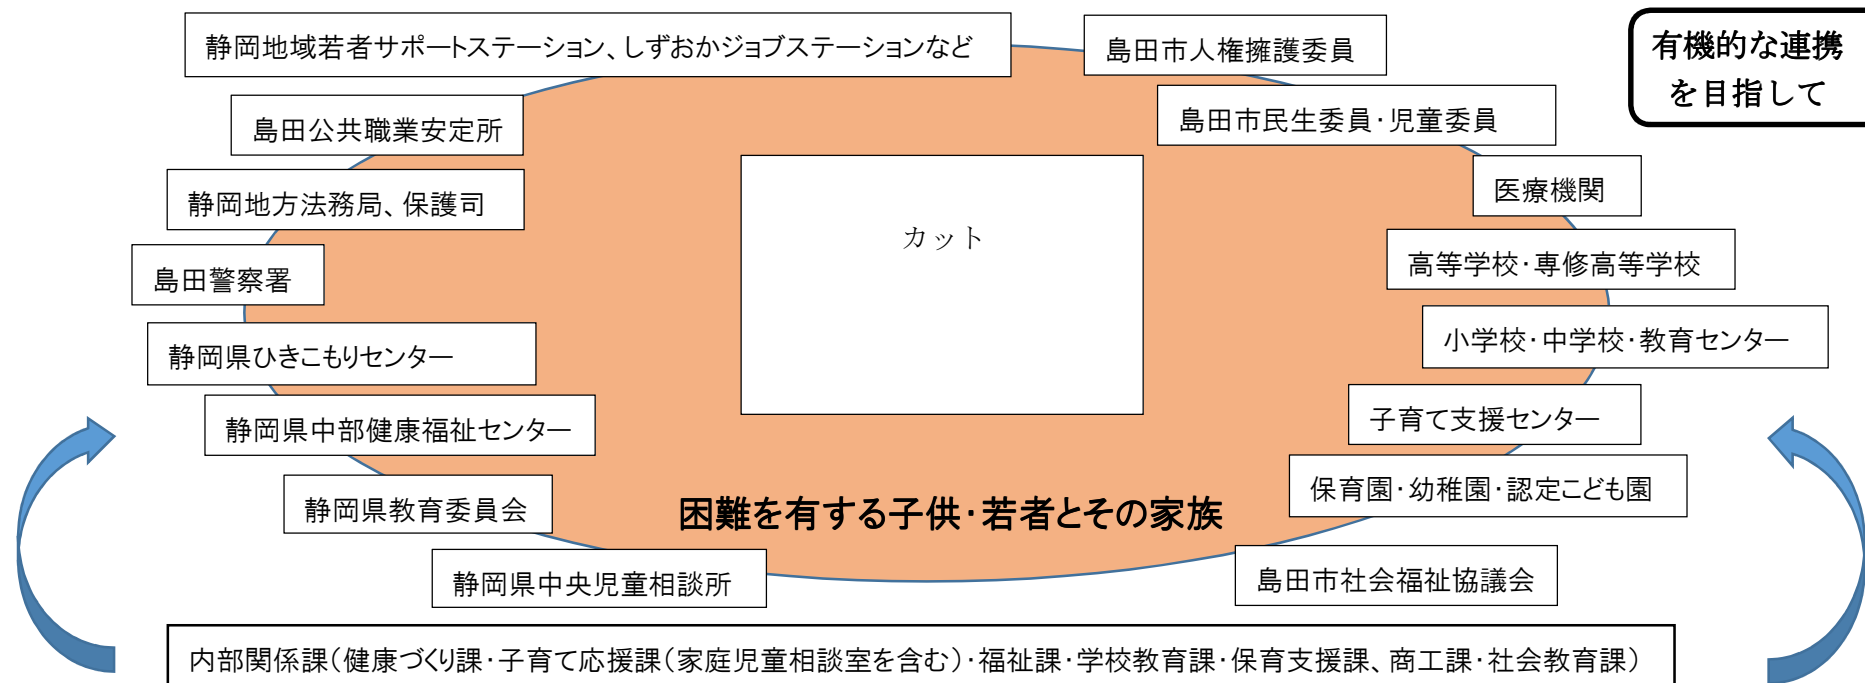 静岡地域若者サポートステーション、しずおかジョブステーションなど
島田市人権擁護委員
有機的な連携
を目指して
島田公共職業安定所
島田市民生委員･児童委員
静岡地方法務局、保護司
医療機関
カット
島田警察署
高等学校･専修高等学校
静岡県ひきこもりセンター
小学校･中学校･教育センター
静岡県中部健康福祉センター
子育て支援センター
静岡県教育委員会
困難を有する子供･若者とその家族
保育園･幼稚園･認定こども園
静岡県中央児童相談所
島田市社会福祉協議会
内部関係課(健康づくり課･子育て応援課(家庭児童相談室を含む)･福祉課･学校教育課･保育支援課、商工課･社会教育課)